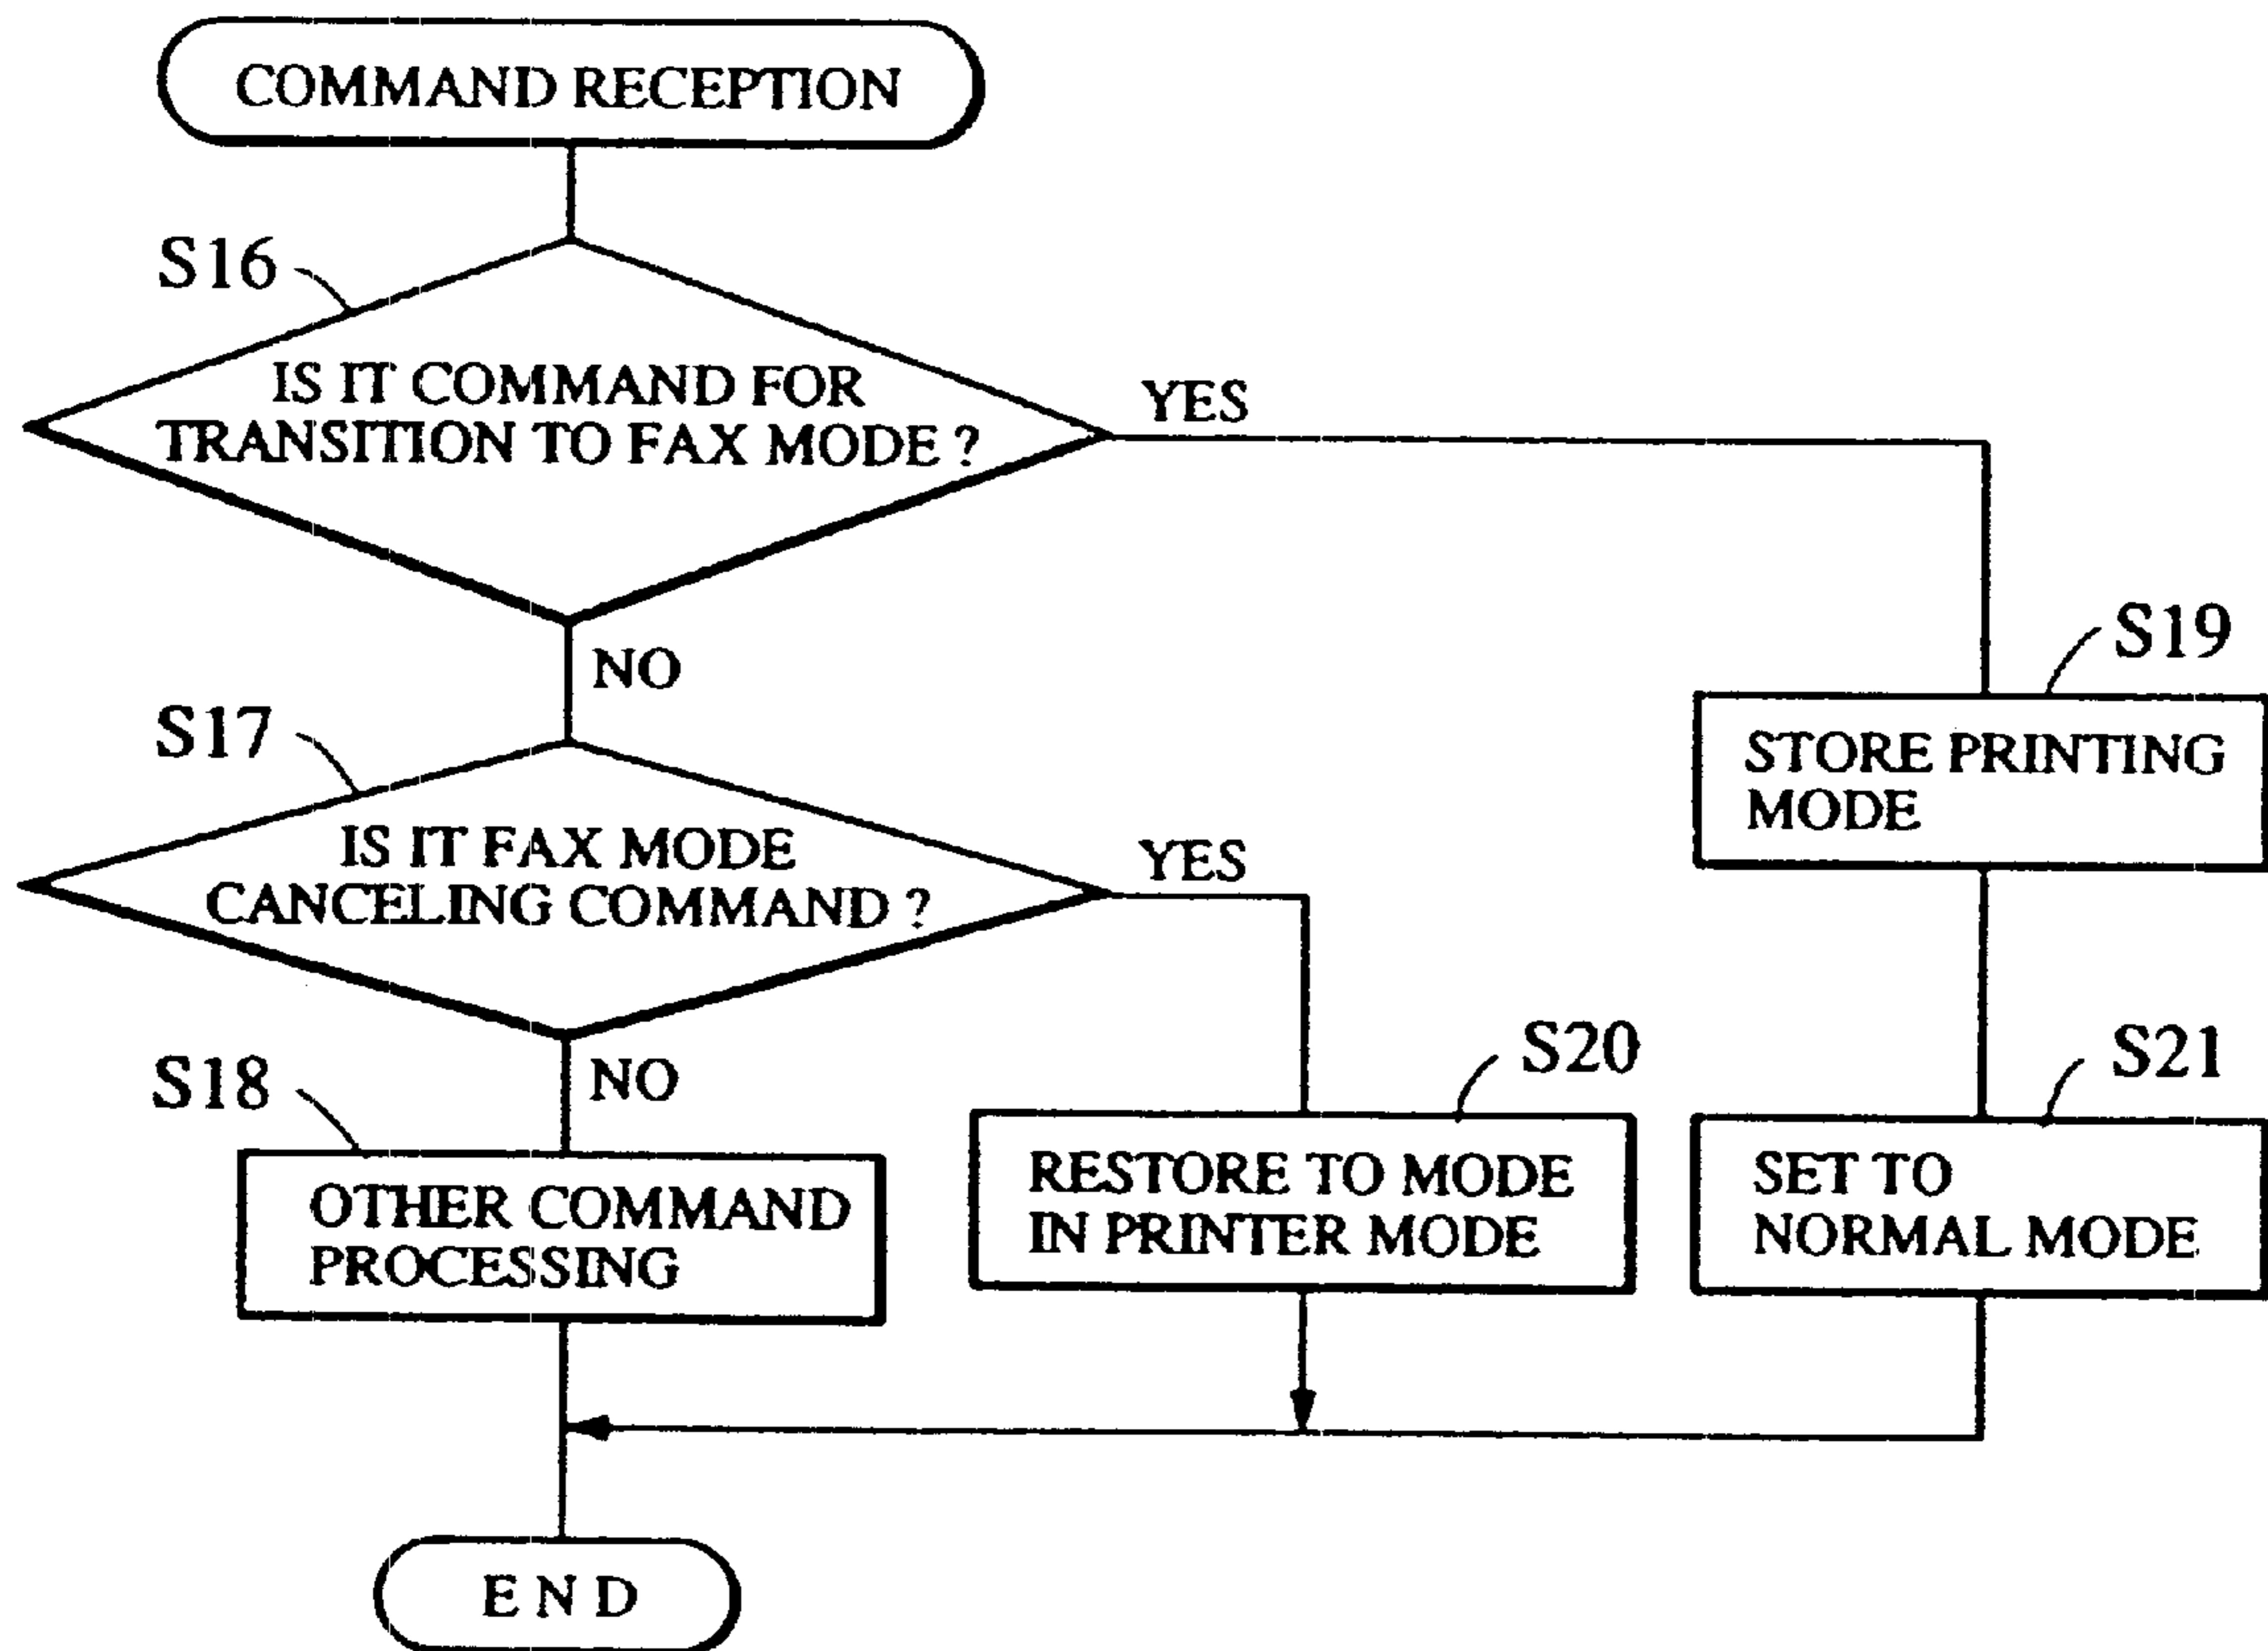 COMMAND RECEPTION
S16
IS IT COMMAND FOR
TRANSITION TO FAX MODE ?
YES
NO
S19
STORE PRINTING
MODE
S17
IS IT FAX MODE
CANCELING COMMAND ?
YES
NO
S18
OTHER COMMAND
PROCESSING
S20
RESTORE TO MODE
IN PRINTER MODE
S21
SET TO
NORMAL MODE
END